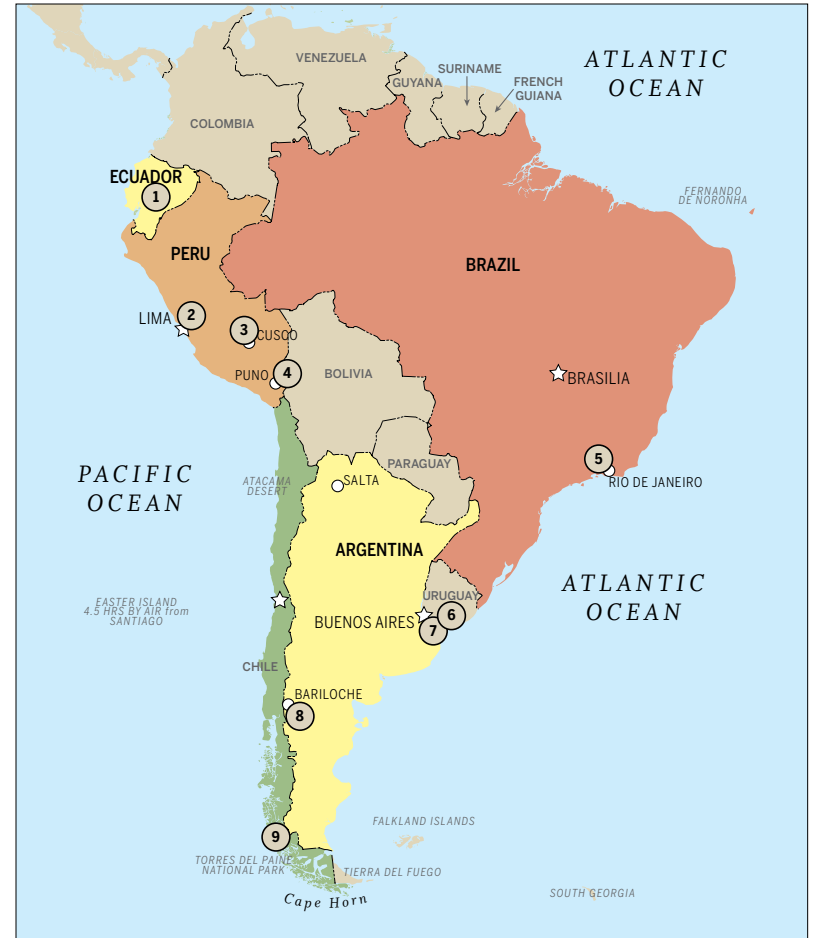 VENEZUELA
ATLANTIC
OCEAN
SURINAME
GUYANA
FRENCH
GUIANA
COLOMBIA
ECUADOR
1
FERNANDO
DE NORONHA
PERU
BRAZIL
LIMA
2
3
CUSCO
PUNO
4
BOLIVIA
BRASILIA
PACIFIC
OCEAN
ATACAMA
DESERT
SALTA
PARAGUAY
5
RIO DE JANEIRO
ARGENTINA
ATLANTIC
OCEAN
EASTER ISLAND
4.5 HRS BY AIR from
SANTIAGO
URUGUAY
BUENOS AIRES
6
7
CHILE
BARILOCHE
8
9
FALKLAND ISLANDS
TORRES DEL PAINE
NATIONAL PARK
TIERRA DEL FUEGO
Cape Horn
SOUTH GEORGIA